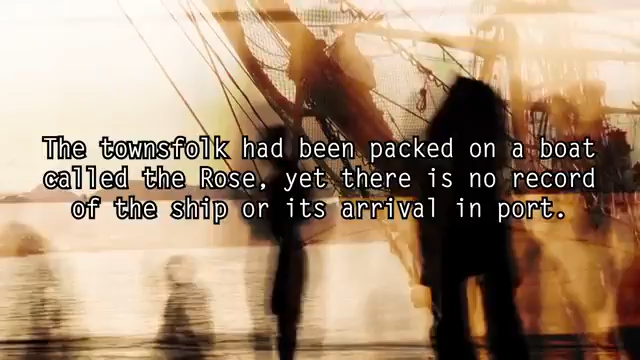 The townsfolk had been packed on a boat
called the Rose, yet there is no record
of the ship or its arrival in port.